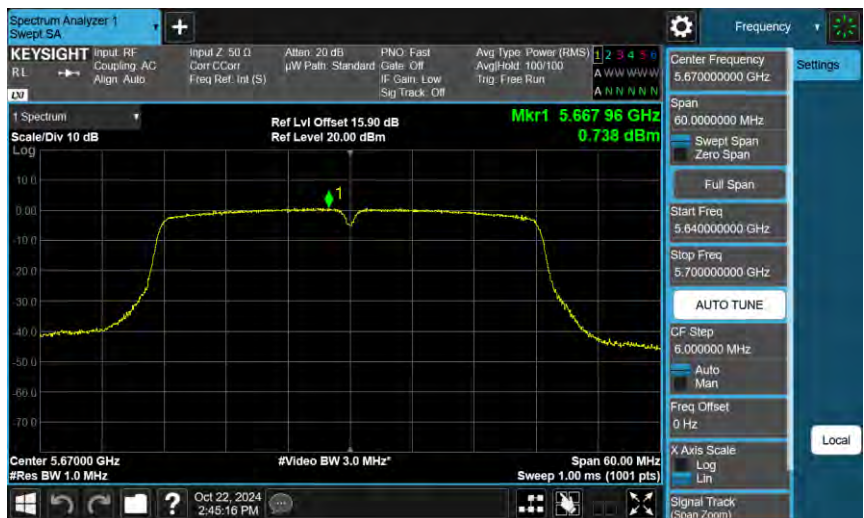 Spectrum Analyzer 1
Swept SA
+
Frequency
KEYSIGHT
RL
LXI
Input: RF
Coupling: AC
Align: Auto
Input Z: 50 Ω
Corr CCorr
Freq Ref: Int (S)
Atten: 20 dB
µW Path: Standard
PNO: Fast
Gate: Off
IF Gain: Low
Sig Track: Off
Avg Type: Power (RMS)
Avg|Hold: 100/100
Trig: Free Run
1 2 3 4 5 6
A W W W W W
A N N N N N
1 Spectrum
Scale/Div 10 dB
Log
Ref Lvl Offset 15.90 dB
Ref Level 20.00 dBm
Mkr1 5.667 96 GHz
0.738 dBm
10.0
0.00
-10.0
-20.0
-30.0
-40.0
-50.0
-60.0
-70.0
1
Center 5.67000 GHz
#Res BW 1.0 MHz
#Video BW 3.0 MHz*
Span 60.00 MHz
Sweep 1.00 ms (1001 pts)
?
Oct 22, 2024
2:45:16 PM
Center Frequency
5.670000000 GHz
Span
60.0000000 MHz
Swept Span
Zero Span
Full Span
Start Freq
5.640000000 GHz
Stop Freq
5.700000000 GHz
AUTO TUNE
CF Step
6.000000 MHz
Auto
Man
Freq Offset
0 Hz
X Axis Scale
Log
Lin
Signal Track
(Span Zoom)
Settings
Local